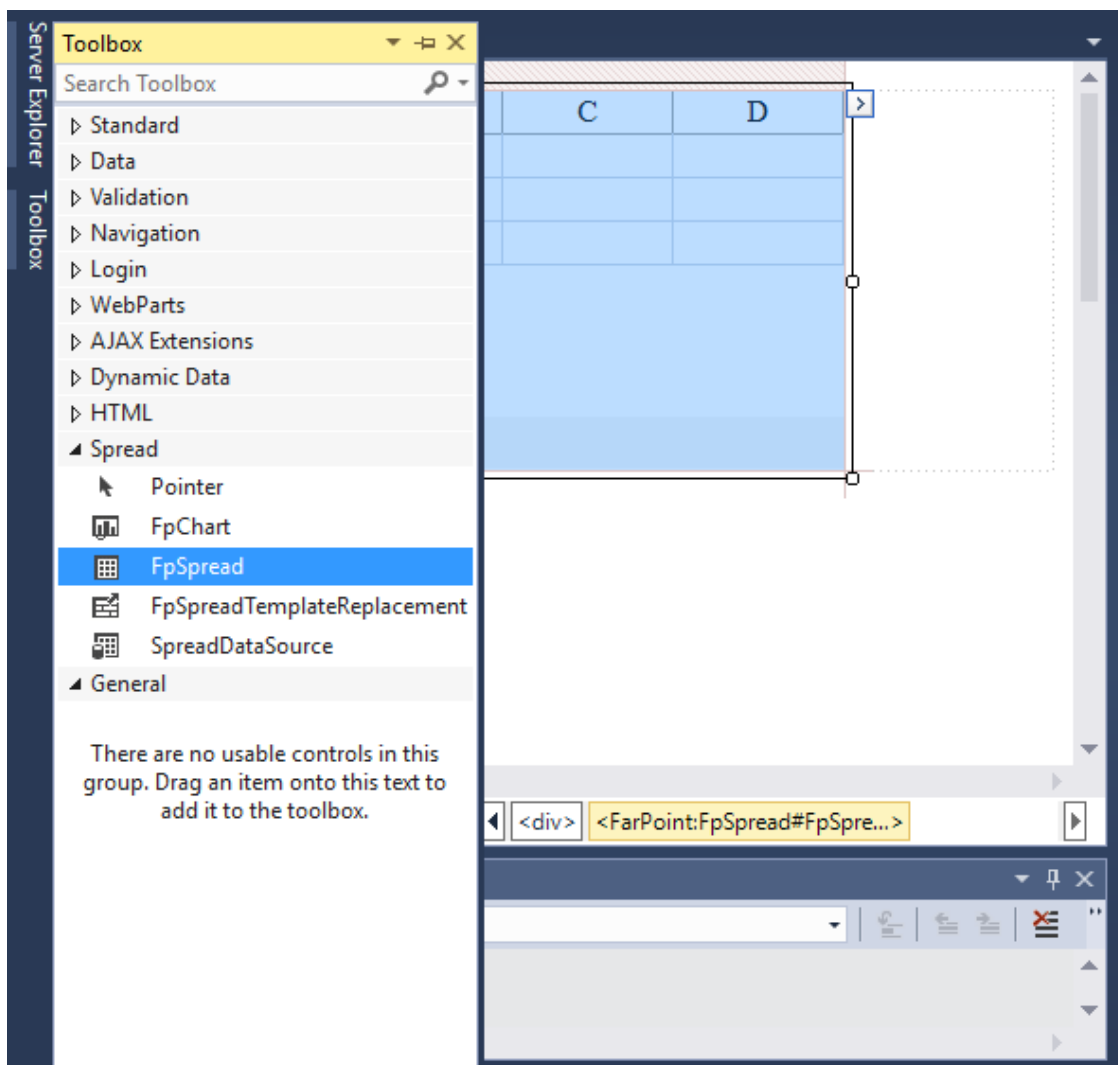 Server Explorer
Toolbox
Toolbox
Search Toolbox
Standard
Data
Validation
Navigation
Login
WebParts
AJAX Extensions
Dynamic Data
HTML
Spread
Pointer
FpChart
FpSpread
FpSpreadTemplateReplacement
SpreadDataSource
General
There are no usable controls in this
group. Drag an item onto this text to
add it to the toolbox.
C D
<div> <FarPoint:FpSpread#FpSpre...>